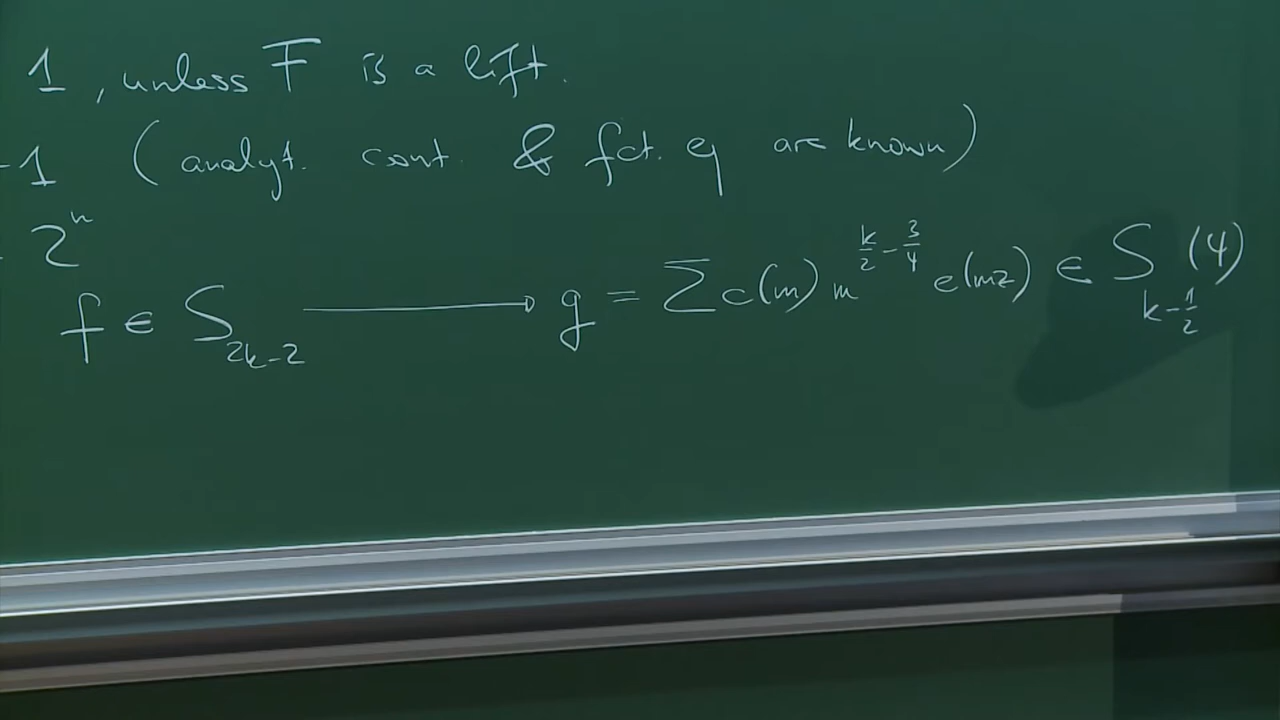 1, unless F is a lift.
-1 (analyt. cont. & fct. eq are known)
2^n
f ∈ S_{2k-2} ⟶ g = ∑ c(m) m^{k/2 - 3/4} e(mz) ∈ S_{k-1/2} (4)